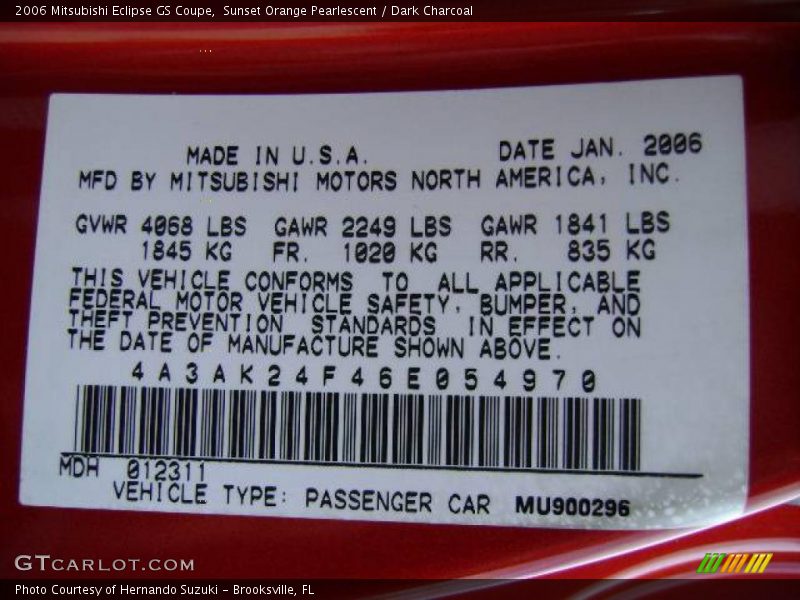 2006 Mitsubishi Eclipse GS Coupe,  Sunset Orange Pearlescent / Dark Charcoal
MADE IN U.S.A. DATE JAN. 2006
MFD BY MITSUBISHI MOTORS NORTH AMERICA, INC.
GVWR 4068 LBS GAWR 2249 LBS GAWR 1841 LBS
1845 KG FR. 1020 KG RR. 835 KG
THIS VEHICLE CONFORMS TO ALL APPLICABLE
FEDERAL MOTOR VEHICLE SAFETY, BUMPER, AND
THEFT PREVENTION STANDARDS IN EFFECT ON
THE DATE OF MANUFACTURE SHOWN ABOVE.
4A3AK24F46E054970
MDH 012311
VEHICLE TYPE: PASSENGER CAR MU900296
GTCARLOT.COM
Photo Courtesy of Hernando Suzuki – Brooksville, FL